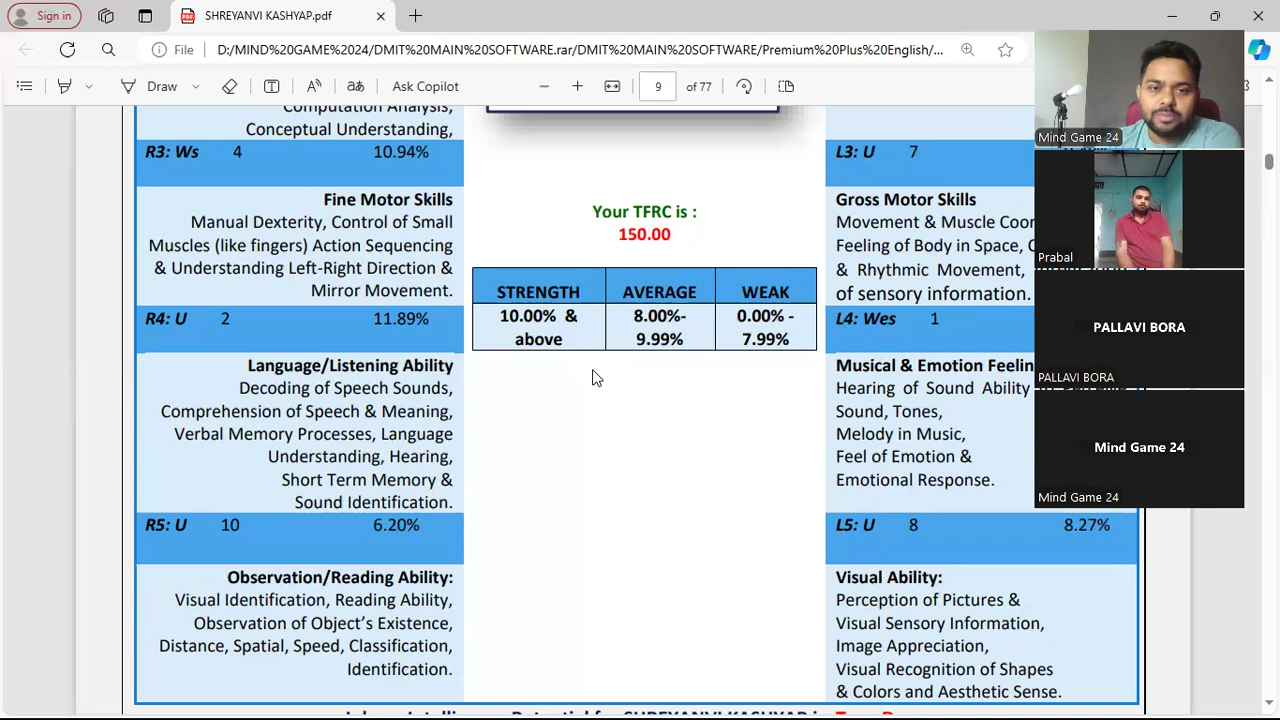 Sign in
SHREYANVI KASHYAP.pdf
File
D:/MIND%20GAME%202024/DMIT%20MAIN%20SOFTWARE.rar/DMIT%20MAIN%20SOFTWARE/Premium%20Plus%20English/...
Draw
Ask Copilot
9 of 77
Computation Analysis,
Conceptual Understanding,
R3: Ws 4 10.94%
Fine Motor Skills
Manual Dexterity, Control of Small
Muscles (like fingers) Action Sequencing
& Understanding Left-Right Direction &
Mirror Movement.
R4: U 2 11.89%
Language/Listening Ability
Decoding of Speech Sounds,
Comprehension of Speech & Meaning,
Verbal Memory Processes, Language
Understanding, Hearing,
Short Term Memory &
Sound Identification.
R5: U 10 6.20%
Observation/Reading Ability:
Visual Identification, Reading Ability,
Observation of Object's Existence,
Distance, Spatial, Speed, Classification,
Identification.
Your TFRC is :
150.00
STRENGTH AVERAGE WEAK
10.00% & 8.00%- 0.00% -
above 9.99% 7.99%
L3: U 7
Gross Motor Skills
Movement & Muscle Coor
Feeling of Body in Space,
& Rhythmic Movement,
of sensory information.
L4: Wes 1
Musical & Emotion Feelin
Hearing of Sound Ability
Sound, Tones,
Melody in Music,
Feel of Emotion &
Emotional Response.
L5: U 8 8.27%
Visual Ability:
Perception of Pictures &
Visual Sensory Information,
Image Appreciation,
Visual Recognition of Shapes
& Colors and Aesthetic Sense.
SHREYANVI KASHYAP
Mind Game 24
Prabal
PALLAVI BORA
PALLAVI BORA
Mind Game 24
Mind Game 24